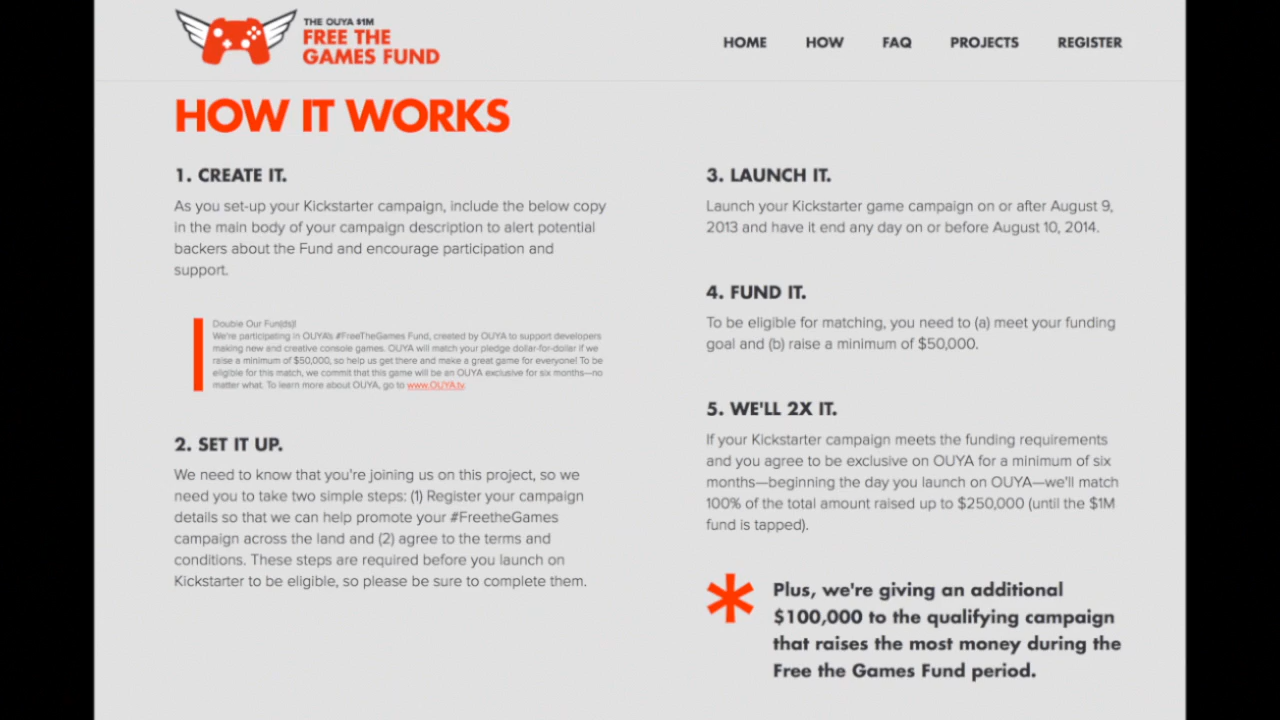 THE OUYA $1M
FREE THE
GAMES FUND
HOME HOW FAQ PROJECTS REGISTER
HOW IT WORKS
1. CREATE IT.
As you set-up your Kickstarter campaign, include the below copy
in the main body of your campaign description to alert potential
backers about the Fund and encourage participation and
support.
Double Our Fun(ds)!
We're participating in OUYA's #FreeTheGames Fund, created by OUYA to support developers
making new and creative console games. OUYA will match your pledge dollar-for-dollar if we
raise a minimum of $50,000, so help us get there and make a great game for everyone! To be
eligible for this match, we commit that this game will be an OUYA exclusive for six months—no
matter what. To learn more about OUYA, go to www.OUYA.tv.
2. SET IT UP.
We need to know that you're joining us on this project, so we
need you to take two simple steps: (1) Register your campaign
details so that we can help promote your #FreetheGames
campaign across the land and (2) agree to the terms and
conditions. These steps are required before you launch on
Kickstarter to be eligible, so please be sure to complete them.
3. LAUNCH IT.
Launch your Kickstarter game campaign on or after August 9,
2013 and have it end any day on or before August 10, 2014.
4. FUND IT.
To be eligible for matching, you need to (a) meet your funding
goal and (b) raise a minimum of $50,000.
5. WE'LL 2X IT.
If your Kickstarter campaign meets the funding requirements
and you agree to be exclusive on OUYA for a minimum of six
months—beginning the day you launch on OUYA—we'll match
100% of the total amount raised up to $250,000 (until the $1M
fund is tapped).
* Plus, we're giving an additional
$100,000 to the qualifying campaign
that raises the most money during the
Free the Games Fund period.